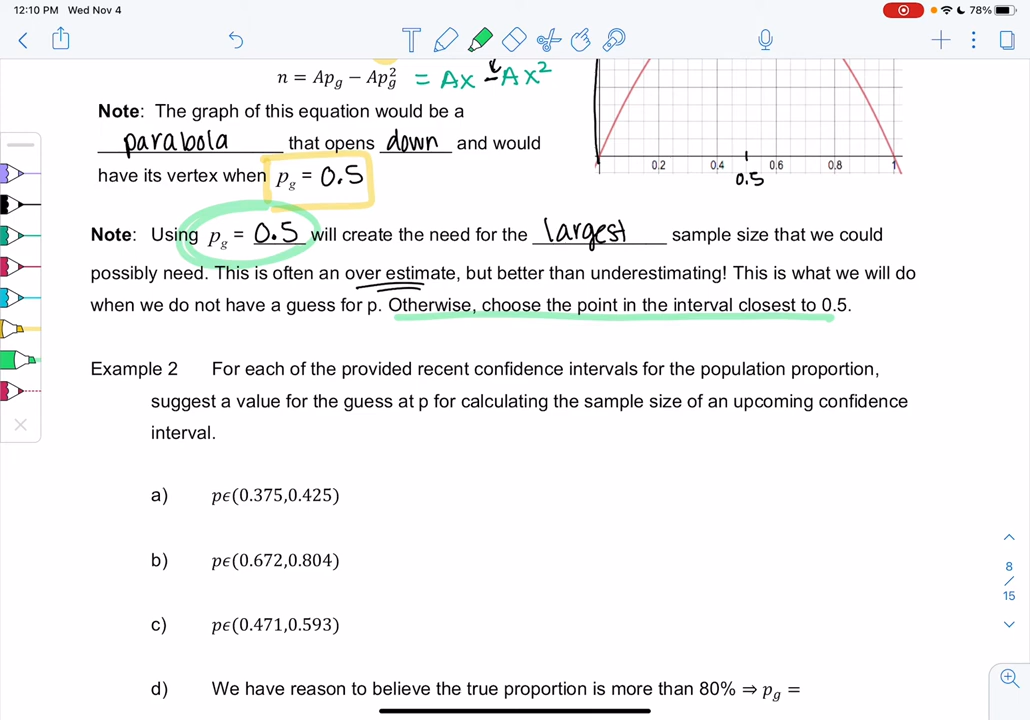 12:10 PM Wed Nov 4
78%
n = Ap_g − Ap_g² = Ax − Ax²
Note: The graph of this equation would be a
parabola that opens down and would
have its vertex when p_g = 0.5
0.2 0.4 0.6 0.8 1
0.5
Note: Using p_g = 0.5 will create the need for the largest sample size that we could
possibly need. This is often an over estimate, but better than underestimating! This is what we will do
when we do not have a guess for p. Otherwise, choose the point in the interval closest to 0.5.
Example 2 For each of the provided recent confidence intervals for the population proportion,
suggest a value for the guess at p for calculating the sample size of an upcoming confidence
interval.
a) pϵ(0.375,0.425)
b) pϵ(0.672,0.804)
c) pϵ(0.471,0.593)
d) We have reason to believe the true proportion is more than 80% ⇒ p_g =
8
/
15